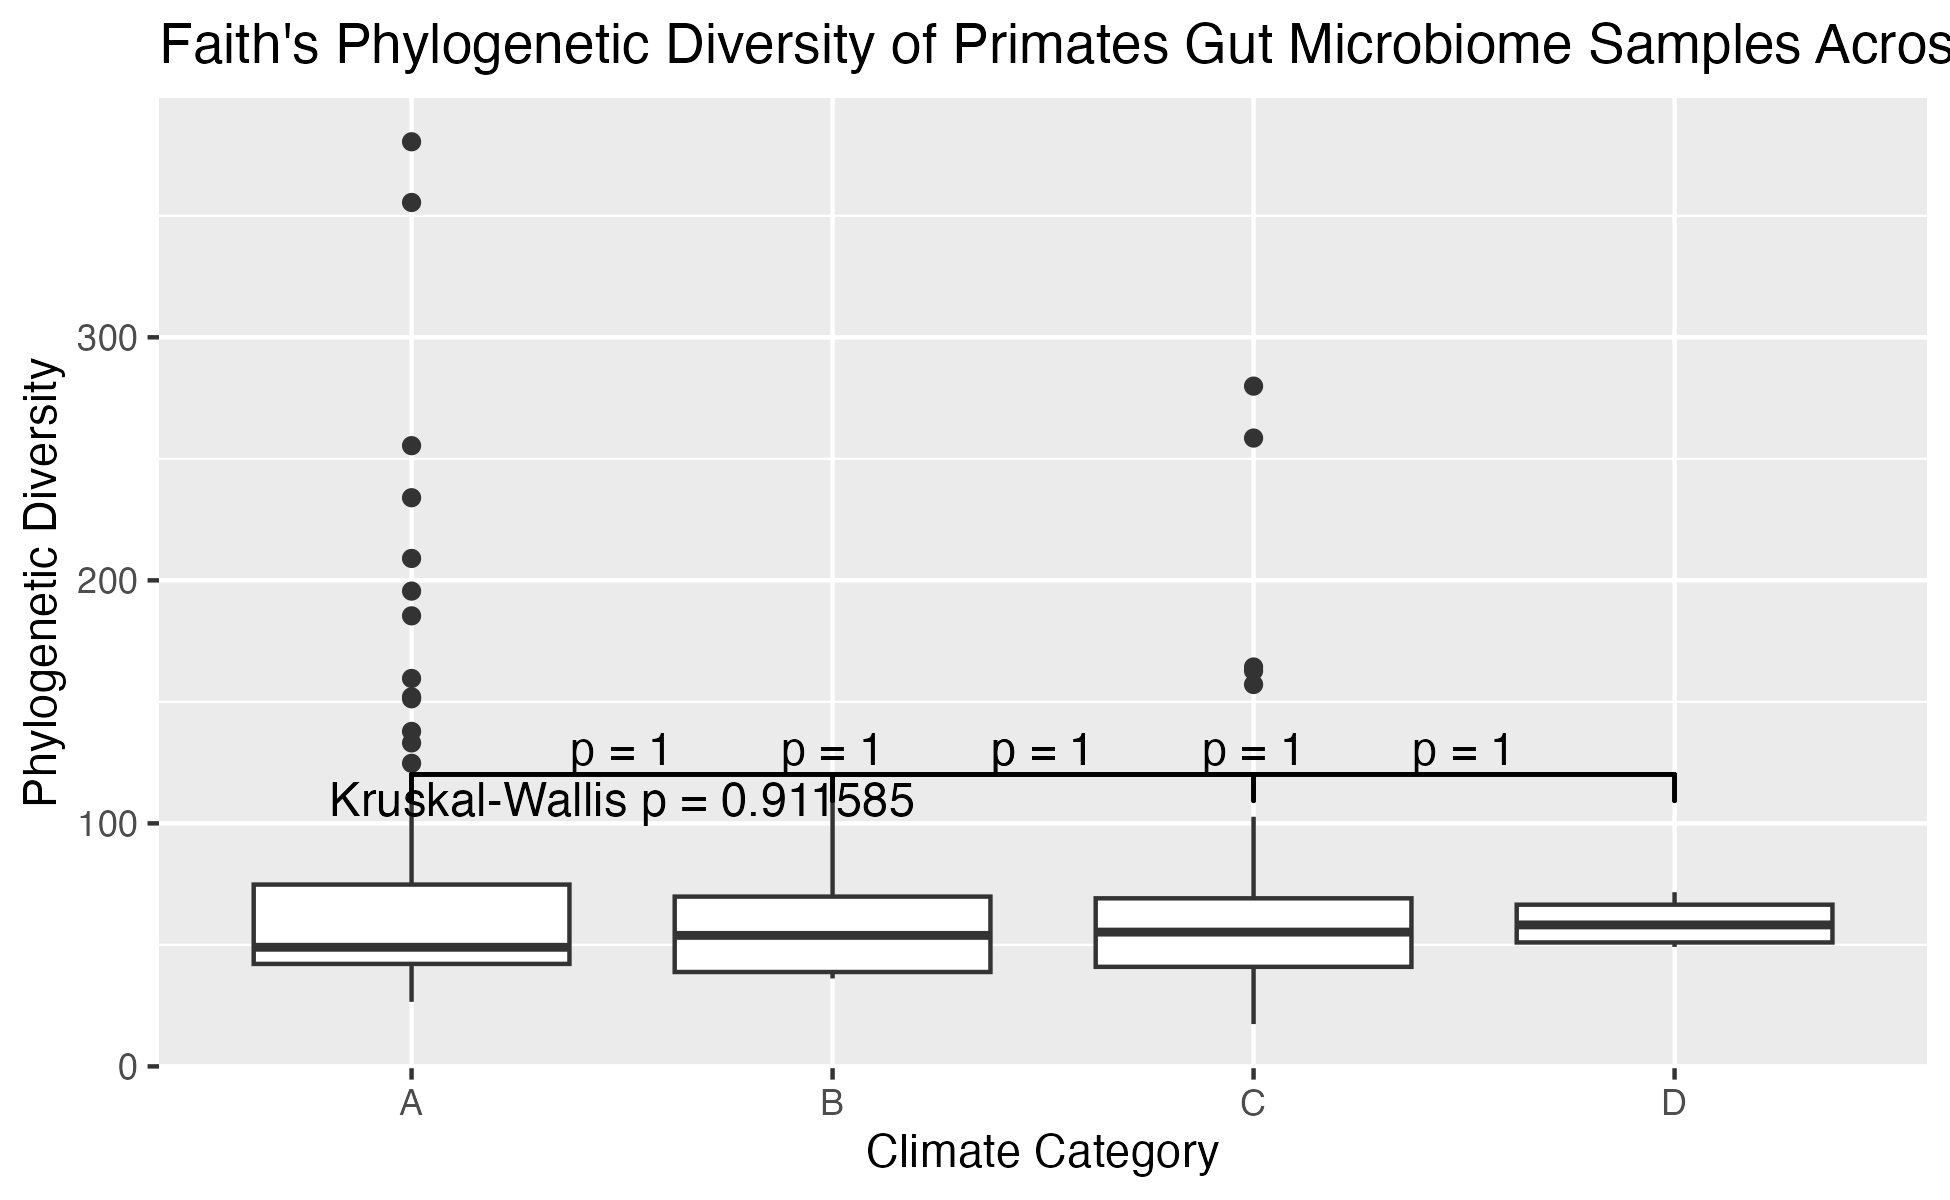 Faith's Phylogenetic Diversity of Primates Gut Microbiome Samples Acros
Phylogenetic Diversity
300
200
100
0
p = 1 p = 1 p = 1 p = 1 p = 1
Kruskal-Wallis p = 0.911585
A B C D
Climate Category